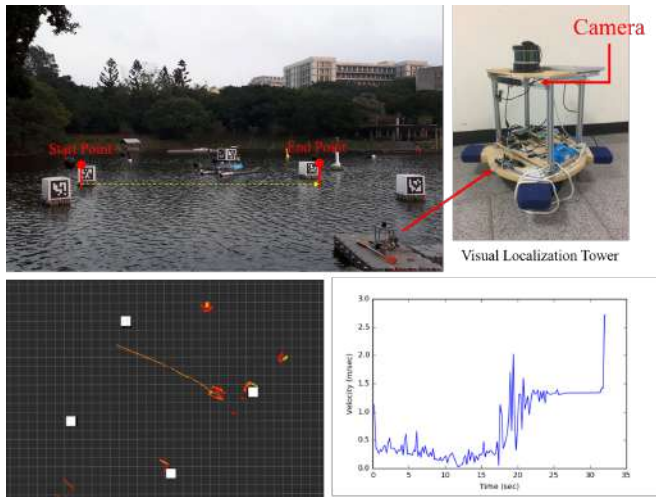 Camera
Start Point
End Point
Visual Localization Tower
3.0
2.5
2.0
1.5
1.0
0.5
0.0
Velocity (m/sec)
0
5
10
15
20
25
30
35
Time (sec)